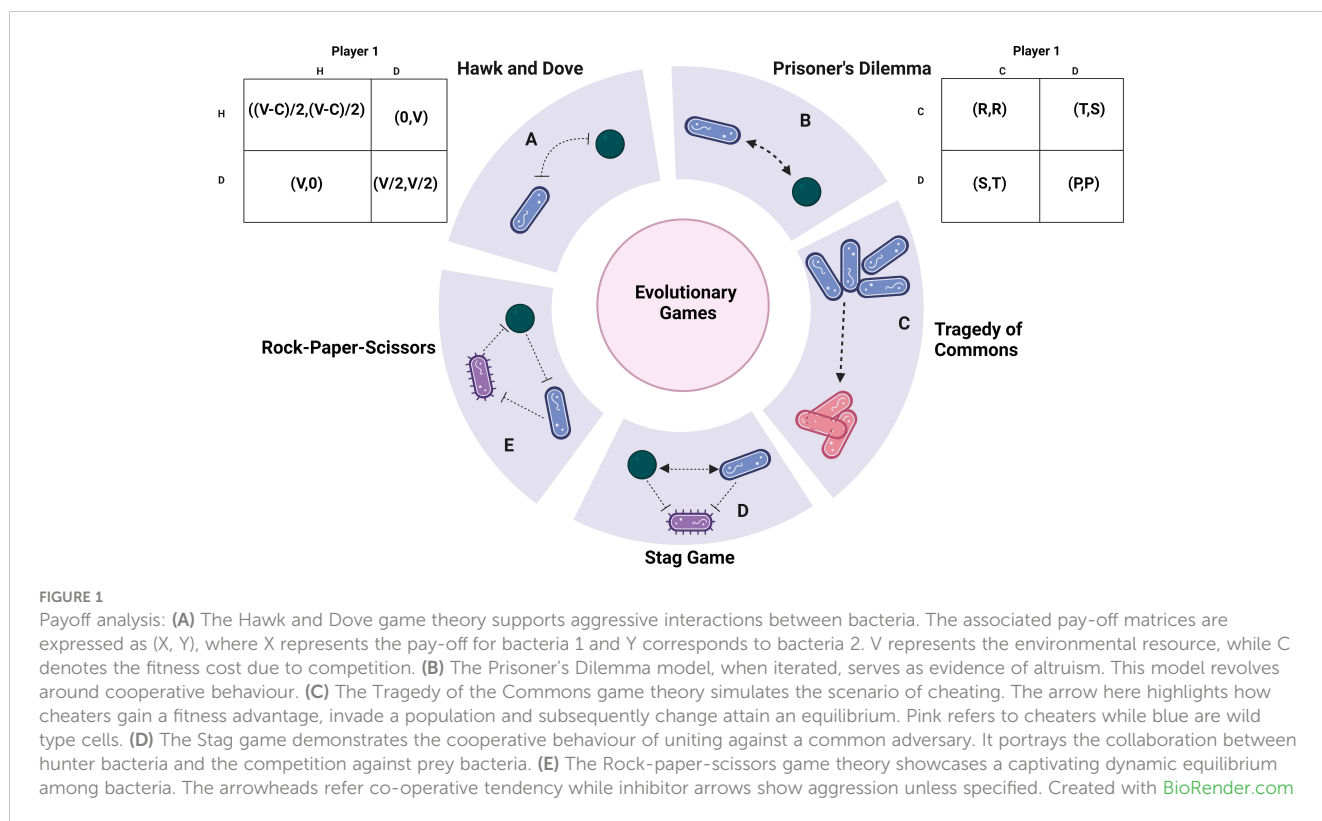 Player 1
H D
Hawk and Dove
H ((V-C)/2,(V-C)/2) (0,V)
D (V,0) (V/2,V/2)
Prisoner's Dilemma
Player 1
C D
C (R,R) (T,S)
D (S,T) (P,P)
A
B
C
D
E
Evolutionary
Games
Rock-Paper-Scissors
Tragedy of
Commons
Stag Game
FIGURE 1
Payoff analysis: (A) The Hawk and Dove game theory supports aggressive interactions between bacteria. The associated pay-off matrices are
expressed as (X, Y), where X represents the pay-off for bacteria 1 and Y corresponds to bacteria 2. V represents the environmental resource, while C
denotes the fitness cost due to competition. (B) The Prisoner's Dilemma model, when iterated, serves as evidence of altruism. This model revolves
around cooperative behaviour. (C) The Tragedy of the Commons game theory simulates the scenario of cheating. The arrow here highlights how
cheaters gain a fitness advantage, invade a population and subsequently change attain an equilibrium. Pink refers to cheaters while blue are wild
type cells. (D) The Stag game demonstrates the cooperative behaviour of uniting against a common adversary. It portrays the collaboration between
hunter bacteria and the competition against prey bacteria. (E) The Rock-paper-scissors game theory showcases a captivating dynamic equilibrium
among bacteria. The arrowheads refer co-operative tendency while inhibitor arrows show aggression unless specified. Created with BioRender.com